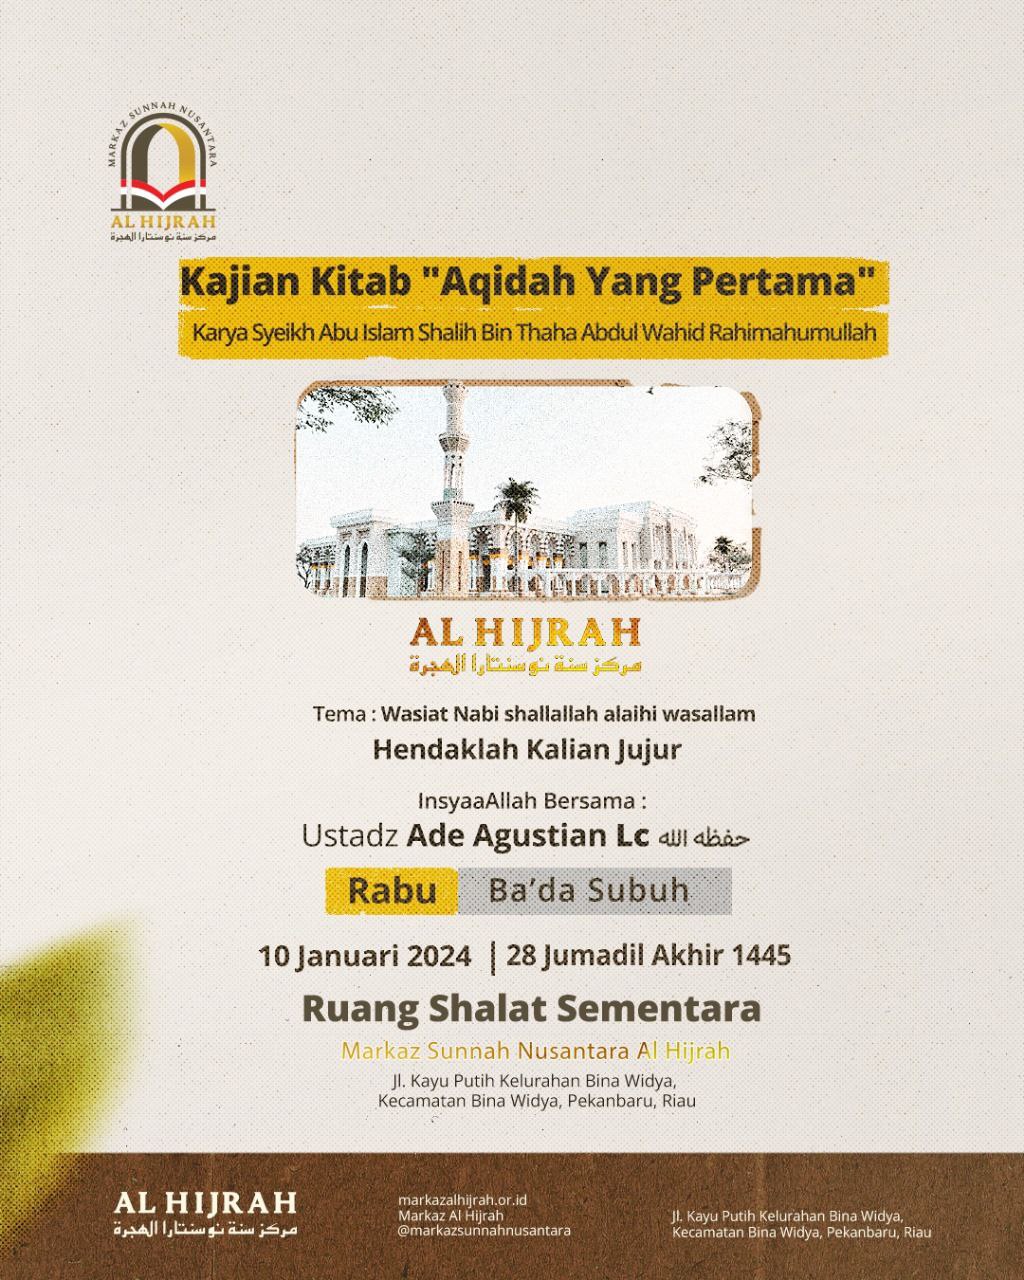 MARKAZ SUNNAH NUSANTARA
AL HIJRAH
مركز سنة نوسنتارا الهجرة
Kajian Kitab "Aqidah Yang Pertama"
Karya Syeikh Abu Islam Shalih Bin Thaha Abdul Wahid Rahimahumullah
AL HIJRAH
مركز سنة نوسنتارا الهجرة
Tema : Wasiat Nabi shallallah alaihi wasallam
Hendaklah Kalian Jujur
InsyaaAllah Bersama :
Ustadz Ade Agustian Lc حفظه الله
Rabu Ba’da Subuh
10 Januari 2024 | 28 Jumadil Akhir 1445
Ruang Shalat Sementara
Markaz Sunnah Nusantara Al Hijrah
Jl. Kayu Putih Kelurahan Bina Widya,
Kecamatan Bina Widya, Pekanbaru, Riau
AL HIJRAH
مركز سنة نوسنتارا الهجرة
markazalhijrah.or.id
Markaz Al Hijrah
@markazsunnahnusantara
Jl. Kayu Putih Kelurahan Bina Widya,
Kecamatan Bina Widya, Pekanbaru, Riau